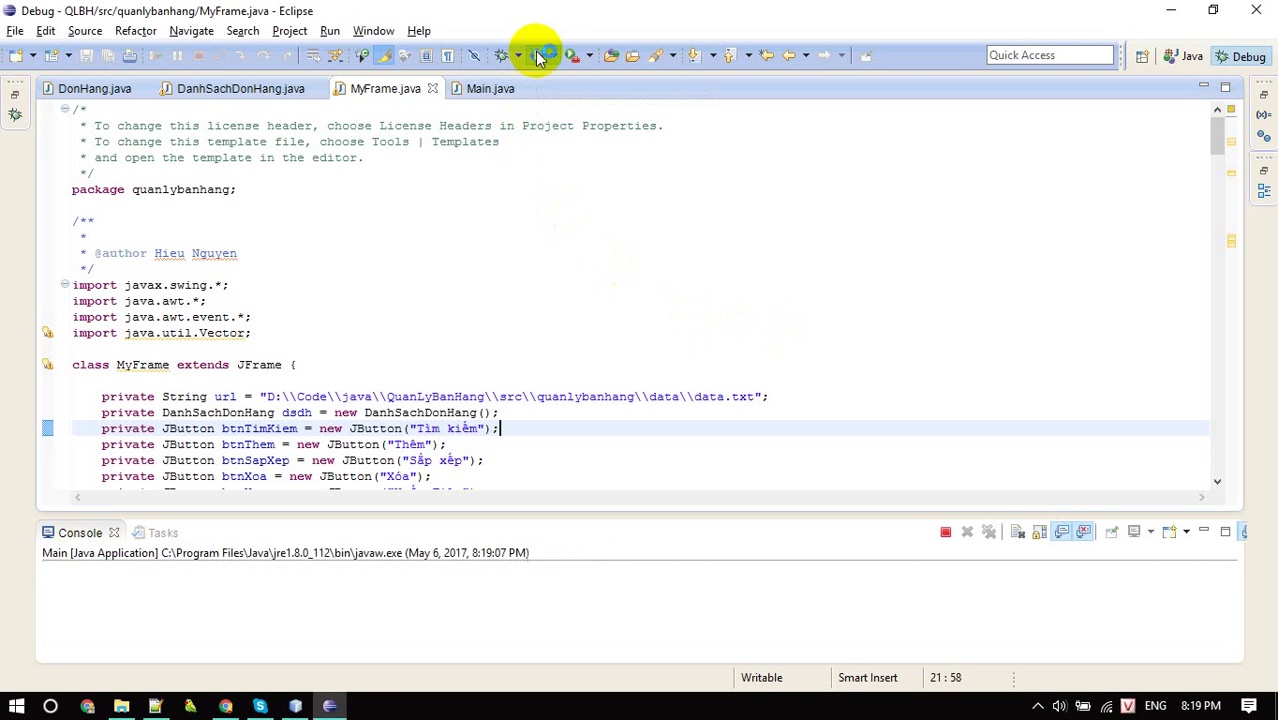 Debug - QLBH/src/quanlybanhang/MyFrame.java - Eclipse
File Edit Source Refactor Navigate Search Project Run Window Help
Quick Access
Java
Debug
DonHang.java
DanhSachDonHang.java
MyFrame.java
Main.java
/*
* To change this license header, choose License Headers in Project Properties.
* To change this template file, choose Tools | Templates
* and open the template in the editor.
*/
package quanlybanhang;
/**
*
* @author Hieu Nguyen
*/
import javax.swing.*;
import java.awt.*;
import java.awt.event.*;
import java.util.Vector;
class MyFrame extends JFrame {
private String url = "D:\\Code\\java\\QuanLyBanHang\\src\\quanlybanhang\\data\\data.txt";
private DanhSachDonHang dsdh = new DanhSachDonHang();
private JButton btnTimKiem = new JButton("Tìm kiếm");
private JButton btnThem = new JButton("Thêm");
private JButton btnSapXep = new JButton("Sắp xếp");
private JButton btnXoa = new JButton("Xóa");
Console
Tasks
Main [Java Application] C:\Program Files\Java\jre1.8.0_112\bin\javaw.exe (May 6, 2017, 8:19:07 PM)
Writable
Smart Insert
21 : 58
V
ENG
8:19 PM